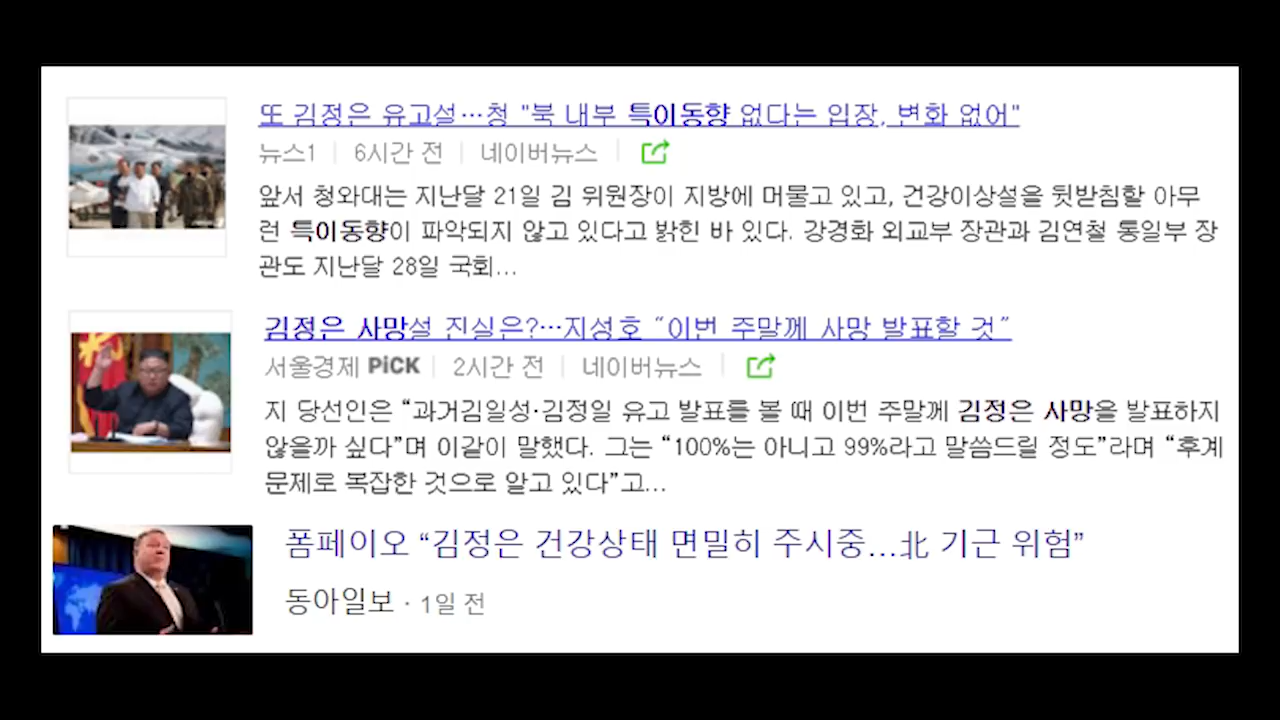 또 김정은 유고설…청 "북 내부 특이동향 없다는 입장, 변화 없어"
뉴스1 6시간 전 네이버뉴스
앞서 청와대는 지난달 21일 김 위원장이 지방에 머물고 있고, 건강이상설을 뒷받침할 아무
런 특이동향이 파악되지 않고 있다고 밝힌 바 있다. 강경화 외교부 장관과 김연철 통일부 장
관도 지난달 28일 국회...
김정은 사망설 진실은?…지성호 “이번 주말께 사망 발표할 것”
서울경제 PiCK 2시간 전 네이버뉴스
지 당선인은 “과거김일성·김정일 유고 발표를 볼 때 이번 주말께 김정은 사망을 발표하지
않을까 싶다”며 이같이 말했다. 그는 “100%는 아니고 99%라고 말씀드릴 정도”라며 “후계
문제로 복잡한 것으로 알고 있다”고...
폼페이오 “김정은 건강상태 면밀히 주시중…北 기근 위험”
동아일보 · 1일 전